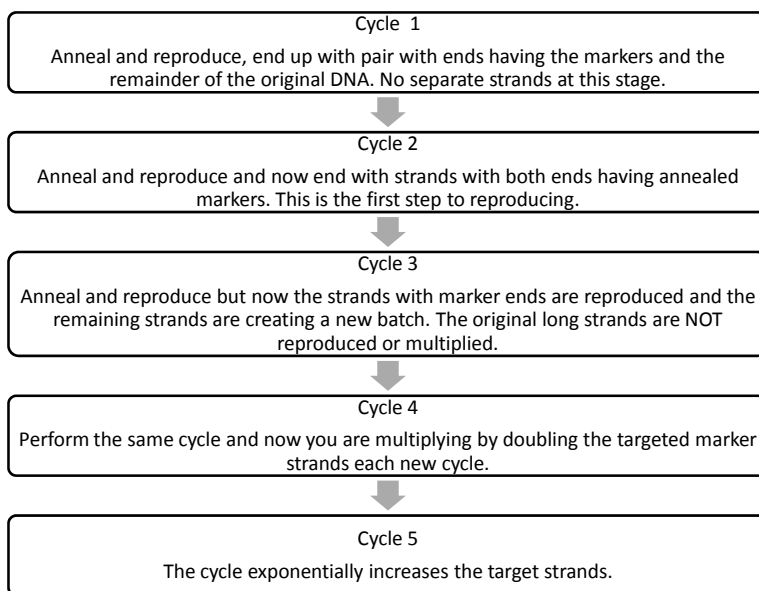 Cycle 1
Anneal and reproduce, end up with pair with ends having the markers and the
remainder of the original DNA. No separate strands at this stage.
Cycle 2
Anneal and reproduce and now end with strands with both ends having annealed
markers. This is the first step to reproducing.
Cycle 3
Anneal and reproduce but now the strands with marker ends are reproduced and the
remaining strands are creating a new batch. The original long strands are NOT
reproduced or multiplied.
Cycle 4
Perform the same cycle and now you are multiplying by doubling the targeted marker
strands each new cycle.
Cycle 5
The cycle exponentially increases the target strands.